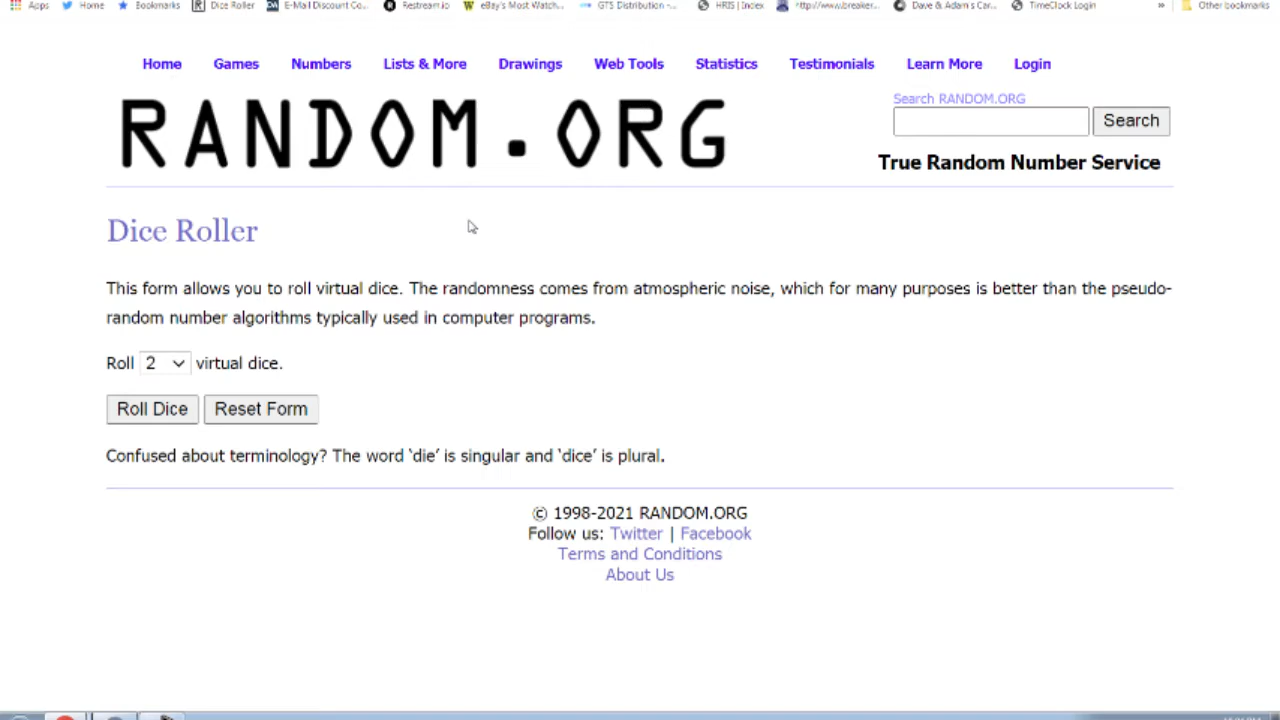 Apps Home Bookmarks Dice Roller E-Mail Discount Co... Restream.io eBay's Most Watch... GTS Distribution -... HRIS | Index http://www.breaker... Dave & Adam's Car... TimeClock Login » Other bookmarks
Home Games Numbers Lists & More Drawings Web Tools Statistics Testimonials Learn More Login
RANDOM.ORG
Search RANDOM.ORG
Search
True Random Number Service
Dice Roller
This form allows you to roll virtual dice. The randomness comes from atmospheric noise, which for many purposes is better than the pseudo-
random number algorithms typically used in computer programs.
Roll 2 virtual dice.
Roll Dice Reset Form
Confused about terminology? The word ‘die’ is singular and ‘dice’ is plural.
© 1998-2021 RANDOM.ORG
Follow us: Twitter | Facebook
Terms and Conditions
About Us